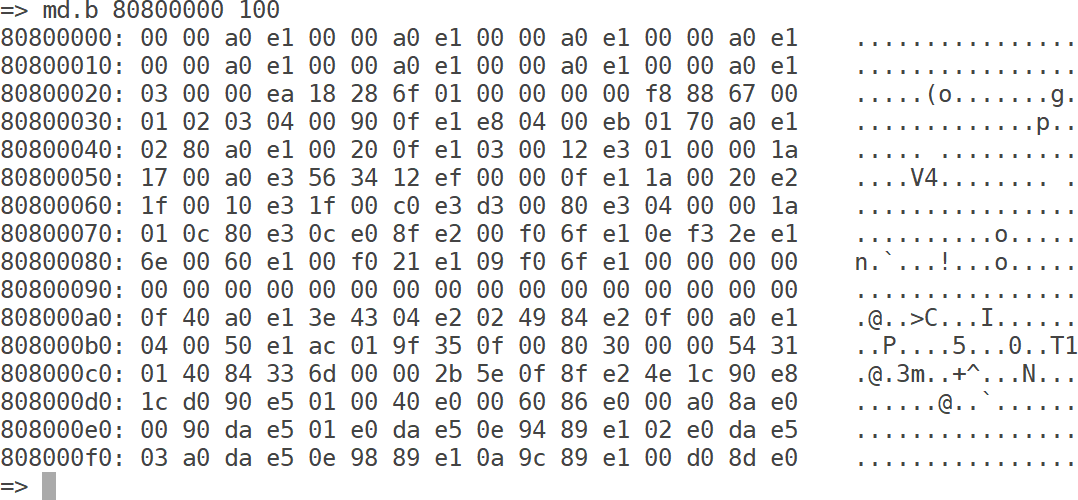 => md.b 80800000 100
80800000: 00 00 a0 e1 00 00 a0 e1 00 00 a0 e1 00 00 a0 e1    ................
80800010: 00 00 a0 e1 00 00 a0 e1 00 00 a0 e1 00 00 a0 e1    ................
80800020: 03 00 00 ea 18 28 6f 01 00 00 00 00 f8 88 67 00    .....(o.......g.
80800030: 01 02 03 04 00 90 0f e1 e8 04 00 eb 01 70 a0 e1    .............p..
80800040: 02 80 a0 e1 00 20 0f e1 03 00 12 e3 01 00 00 1a    ..... ..........
80800050: 17 00 a0 e3 56 34 12 ef 00 00 0f e1 1a 00 20 e2    ....V4........ .
80800060: 1f 00 10 e3 1f 00 c0 e3 d3 00 80 e3 04 00 00 1a    ................
80800070: 01 0c 80 e3 0c e0 8f e2 00 f0 6f e1 0e f3 2e e1    ..........o.....
80800080: 6e 00 60 e1 00 f0 21 e1 09 f0 6f e1 00 00 00 00    n.`...!...o.....
80800090: 00 00 00 00 00 00 00 00 00 00 00 00 00 00 00 00    ................
808000a0: 0f 40 a0 e1 3e 43 04 e2 02 49 84 e2 0f 00 a0 e1    .@..>C...I......
808000b0: 04 00 50 e1 ac 01 9f 35 0f 00 80 30 00 00 54 31    ..P....5...0..T1
808000c0: 01 40 84 33 6d 00 00 2b 5e 0f 8f e2 4e 1c 90 e8    .@.3m..+^...N...
808000d0: 1c d0 90 e5 01 00 40 e0 00 60 86 e0 00 a0 8a e0    ......@..`......
808000e0: 00 90 da e5 01 e0 da e5 0e 94 89 e1 02 e0 da e5    ................
808000f0: 03 a0 da e5 0e 98 89 e1 0a 9c 89 e1 00 d0 8d e0    ................
=>